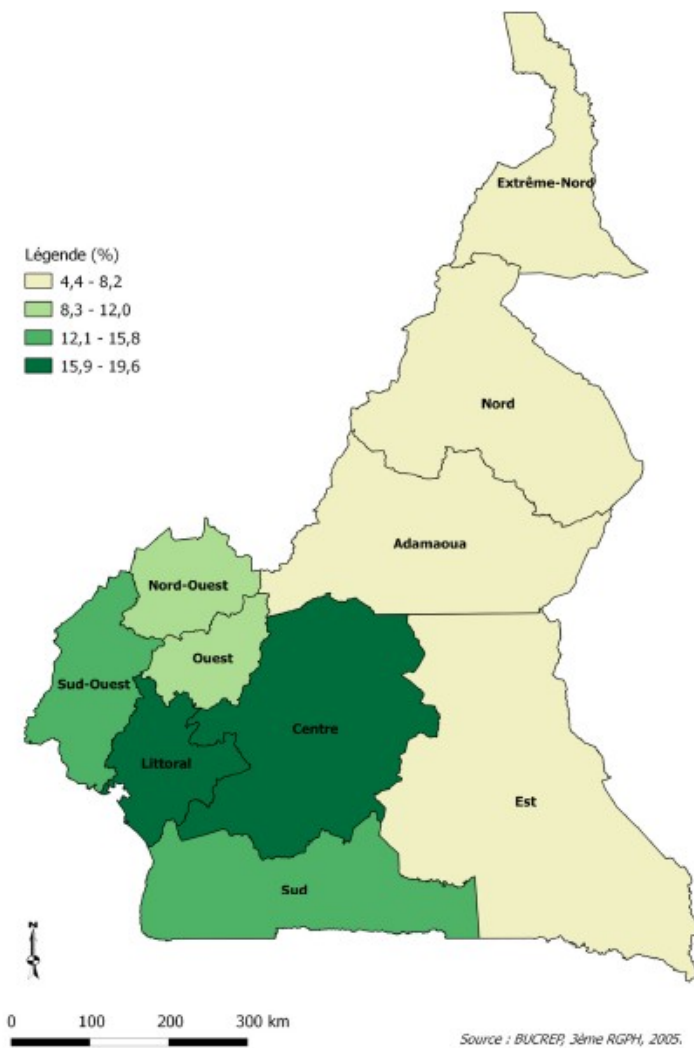 Extrême-Nord
Légende (%)
4,4 - 8,2
8,3 - 12,0
12,1 - 15,8
15,9 - 19,6
Nord
Adamaoua
Nord-Ouest
Ouest
Sud-Ouest
Centre
Littoral
Est
Sud
N
0 100 200 300 km
Source : BUCREP, 3ème RGPH, 2005.